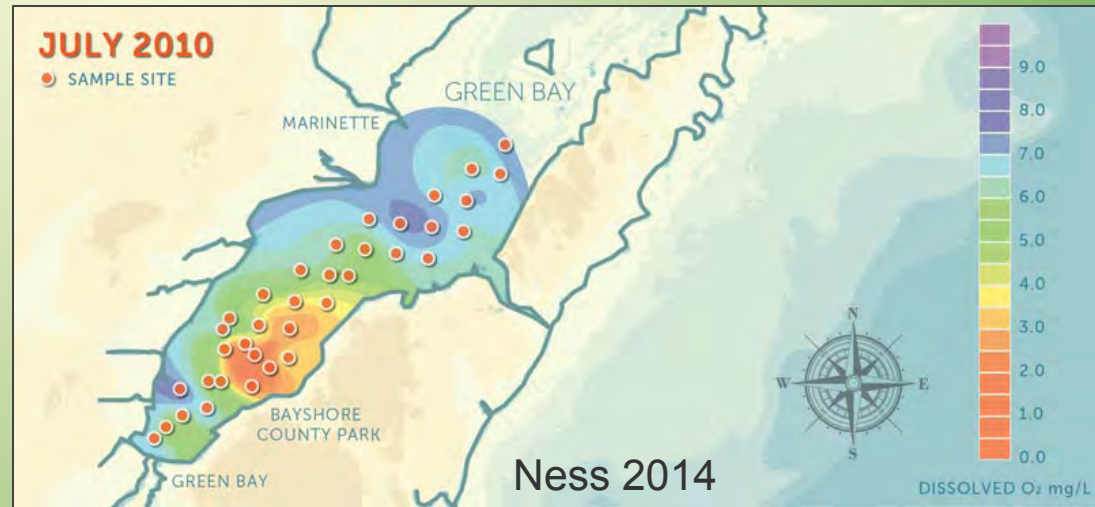 JULY 2010
SAMPLE SITE
GREEN BAY
MARINETTE
BAYSHORE
COUNTY PARK
GREEN BAY
Ness 2014
N
W
E
S
9.0
8.0
7.0
6.0
5.0
4.0
3.0
2.0
1.0
0.0
DISSOLVED O₂ mg/L